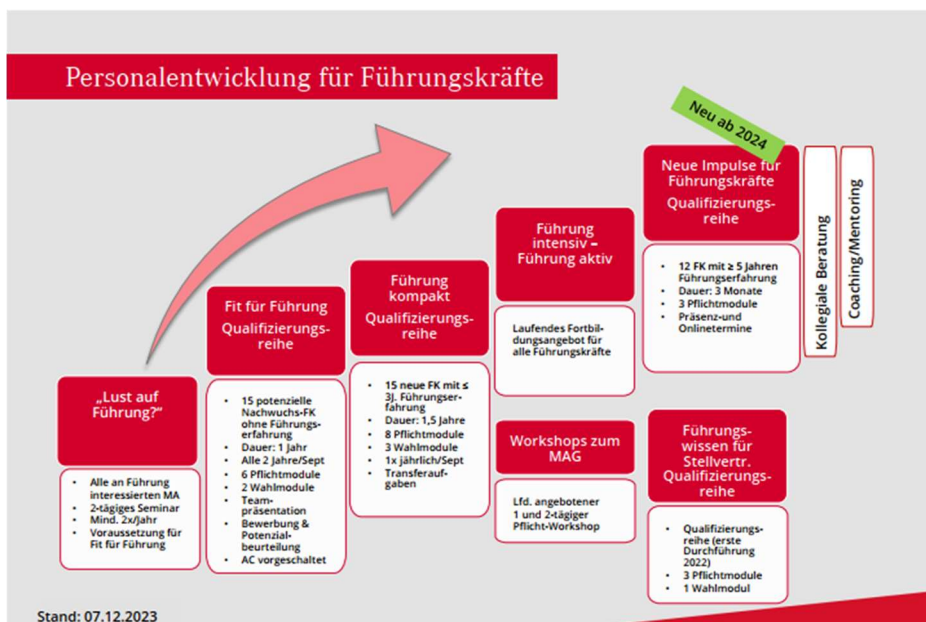 Personalentwicklung für Führungskräfte
Neu ab 2024
„Lust auf
Führung?“
• Alle an Führung
interessierten MA
• 2-tägiges Seminar
• Mind. 2x/Jahr
• Voraussetzung für
Fit für Führung
Fit für Führung
Qualifizierungs-
reihe
• 15 potenzielle
Nachwuchs-FK
ohne Führungs-
erfahrung
• Dauer: 1 Jahr
• Alle 2 Jahre/Sept
• 6 Pflichtmodule
• 2 Wahlmodule
• Team-
präsentation
• Bewerbung &
Potenzial-
beurteilung
• AC vorgeschaltet
Führung
kompakt
Qualifizierungs-
reihe
• 15 neue FK mit ≤
3J. Führungser-
fahrung
• Dauer: 1,5 Jahre
• 8 Pflichtmodule
• 3 Wahlmodule
• 1x jährlich/Sept
• Transferauf-
gaben
Führung
intensiv –
Führung aktiv
Laufendes Fortbil-
dungsangebot für
alle Führungskräfte
Workshops zum
MAG
Lfd. angebotener
1 und 2-tägiger
Pflicht-Workshop
Neue Impulse für
Führungskräfte
Qualifizierungs-
reihe
• 12 FK mit ≥ 5 Jahren
Führungserfahrung
• Dauer: 3 Monate
• 3 Pflichtmodule
• Präsenz-und
Onlinetermine
Führungs-
wissen für
Stellvertr.
Qualifizierungs-
reihe
• Qualifizierungs-
reihe (erste
Durchführung
2022)
• 3 Pflichtmodule
• 1 Wahlmodul
Kollegiale Beratung
Coaching/Mentoring
Stand: 07.12.2023